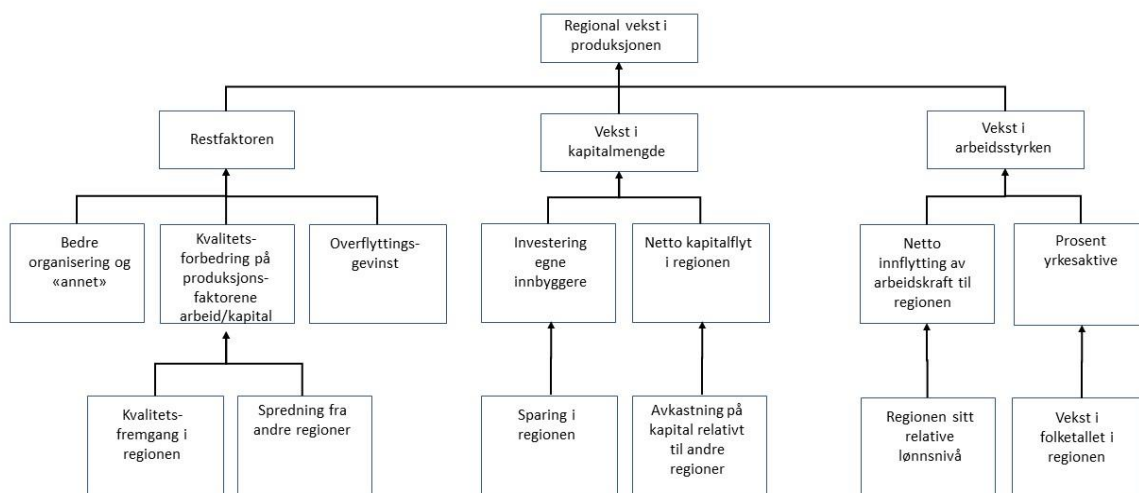 Regional vekst i
produksjonen
Restfaktoren
Vekst i
kapitalmengde
Vekst i
arbeidsstyrken
Bedre
organisering og
«annet»
Kvalitets-
forbedring på
produksjons-
faktorene
arbeid/kapital
Overflyttings-
gevinst
Investering
egne
innbyggere
Netto kapitalflyt
i regionen
Netto
innflytting av
arbeidskraft til
regionen
Prosent
yrkesaktive
Kvalitets-
fremgang i
regionen
Spredning fra
andre regioner
Sparing i
regionen
Avkastning på
kapital relativt
til andre
regioner
Regionen sitt
relative
lønnsnivå
Vekst i
folketallet i
regionen